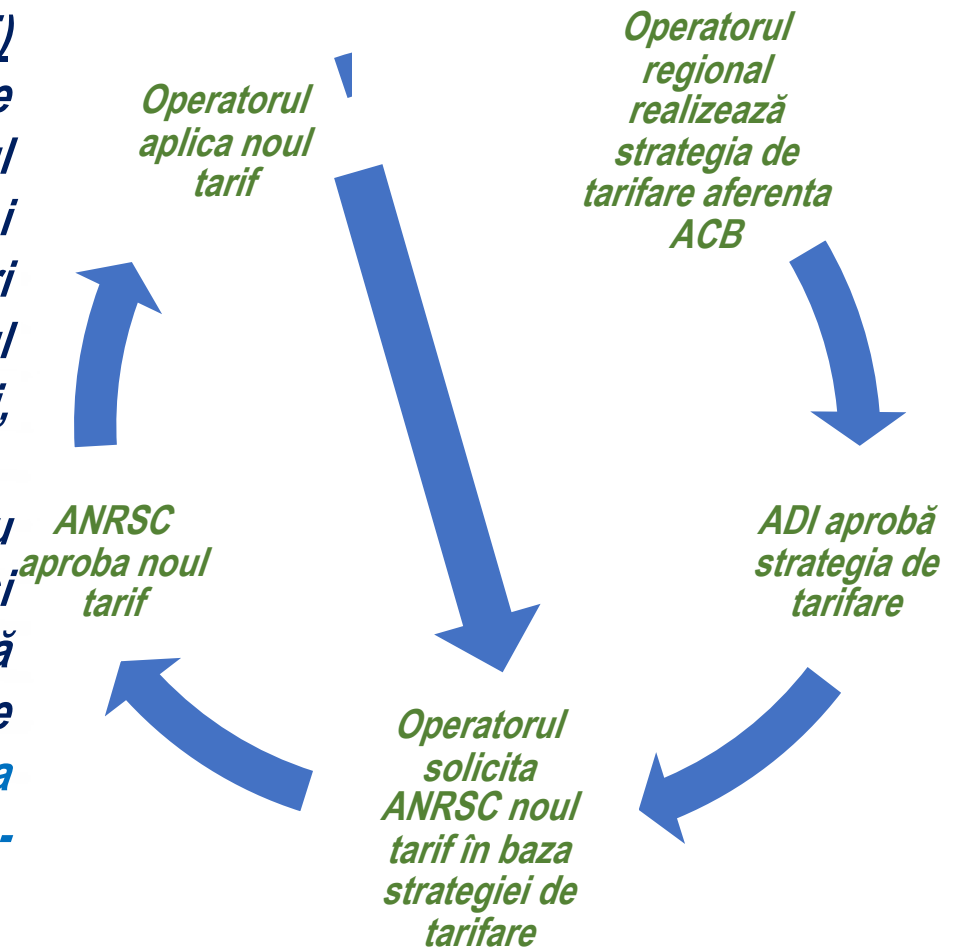 Operatorul
regional
realizează
strategia de
tarifare aferenta
ACB
ADI aprobă
strategia de
tarifare
Operatorul
solicita
ANRSC noul
tarif în baza
strategiei de
tarifare
ANRSC
aproba noul
tarif
Operatorul
aplica noul
tarif